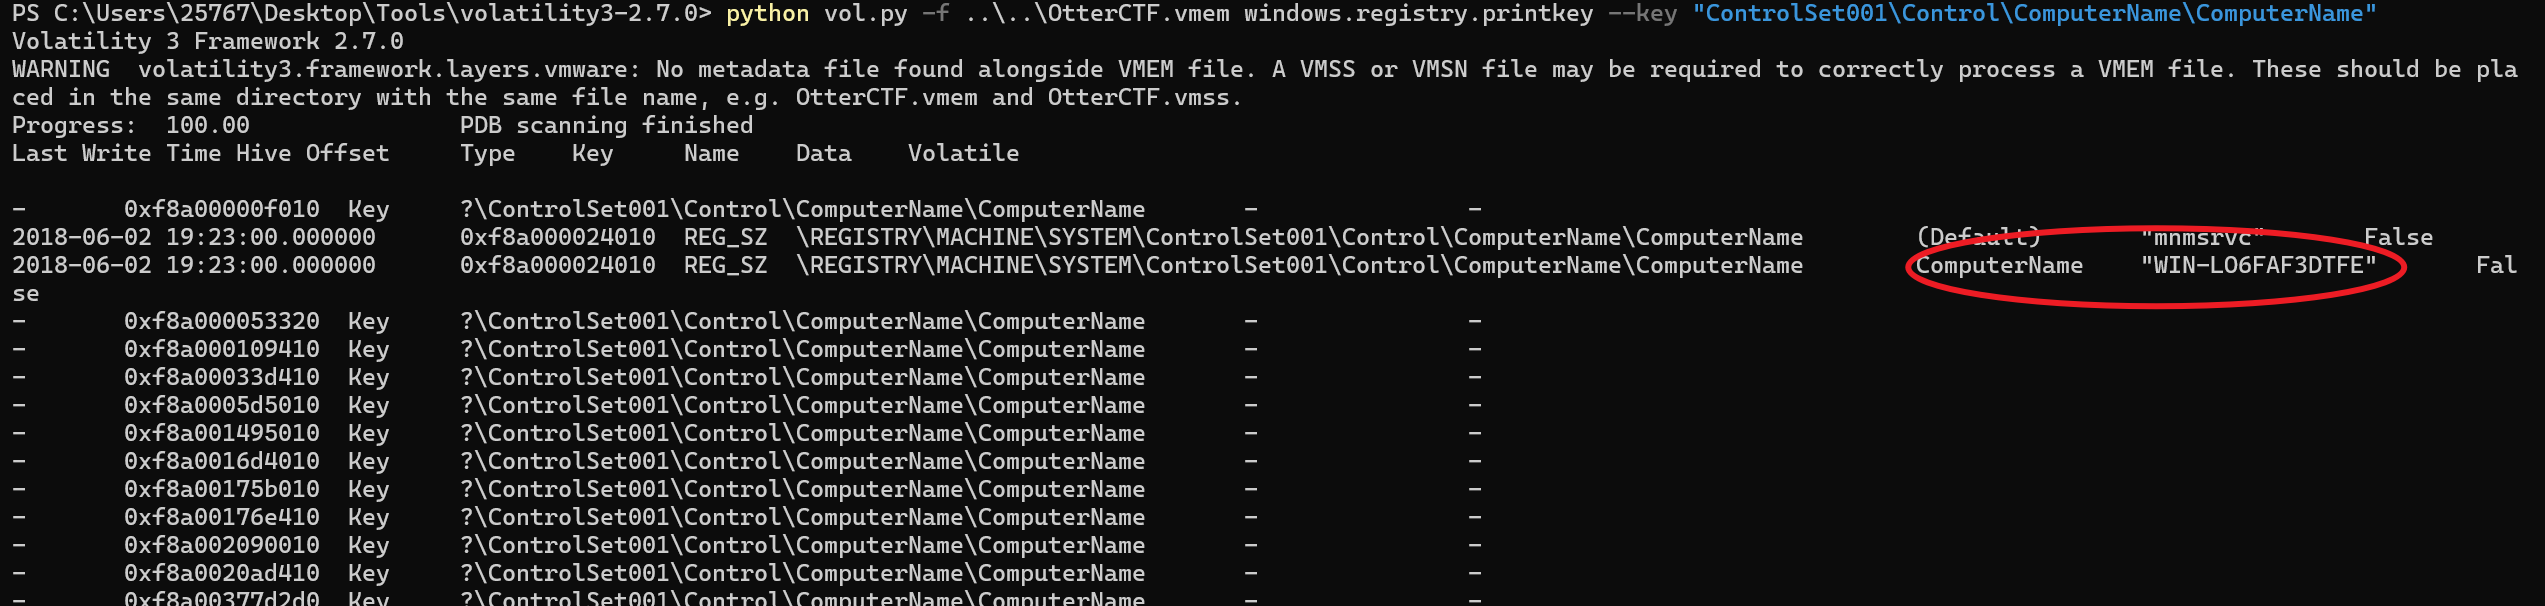 PS C:\Users\25767\Desktop\Tools\volatility3-2.7.0> python vol.py -f ..\..\OtterCTF.vmem windows.registry.printkey --key "ControlSet001\Control\ComputerName\ComputerName"
Volatility 3 Framework 2.7.0
WARNING  volatility3.framework.layers.vmware: No metadata file found alongside VMEM file. A VMSS or VMSN file may be required to correctly process a VMEM file. These should be pla
ced in the same directory with the same file name, e.g. OtterCTF.vmem and OtterCTF.vmss.
Progress:  100.00               PDB scanning finished
Last Write Time Hive Offset     Type    Key     Name    Data    Volatile
-       0xf8a00000f010  Key     ?\ControlSet001\Control\ComputerName\ComputerName       -               -
2018-06-02 19:23:00.000000      0xf8a000024010  REG_SZ  \REGISTRY\MACHINE\SYSTEM\ControlSet001\Control\ComputerName\ComputerName        (Default)       "mnmsrvc"       False
2018-06-02 19:23:00.000000      0xf8a000024010  REG_SZ  \REGISTRY\MACHINE\SYSTEM\ControlSet001\Control\ComputerName\ComputerName        ComputerName    "WIN-LO6FAF3DTFE"       Fal
se
-       0xf8a000053320  Key     ?\ControlSet001\Control\ComputerName\ComputerName       -               -
-       0xf8a000109410  Key     ?\ControlSet001\Control\ComputerName\ComputerName       -               -
-       0xf8a00033d410  Key     ?\ControlSet001\Control\ComputerName\ComputerName       -               -
-       0xf8a0005d5010  Key     ?\ControlSet001\Control\ComputerName\ComputerName       -               -
-       0xf8a001495010  Key     ?\ControlSet001\Control\ComputerName\ComputerName       -               -
-       0xf8a0016d4010  Key     ?\ControlSet001\Control\ComputerName\ComputerName       -               -
-       0xf8a00175b010  Key     ?\ControlSet001\Control\ComputerName\ComputerName       -               -
-       0xf8a00176e410  Key     ?\ControlSet001\Control\ComputerName\ComputerName       -               -
-       0xf8a002090010  Key     ?\ControlSet001\Control\ComputerName\ComputerName       -               -
-       0xf8a0020ad410  Key     ?\ControlSet001\Control\ComputerName\ComputerName       -               -
-       0xf8a00377d2d0  Key     ?\ControlSet001\Control\ComputerName\ComputerName       -               -